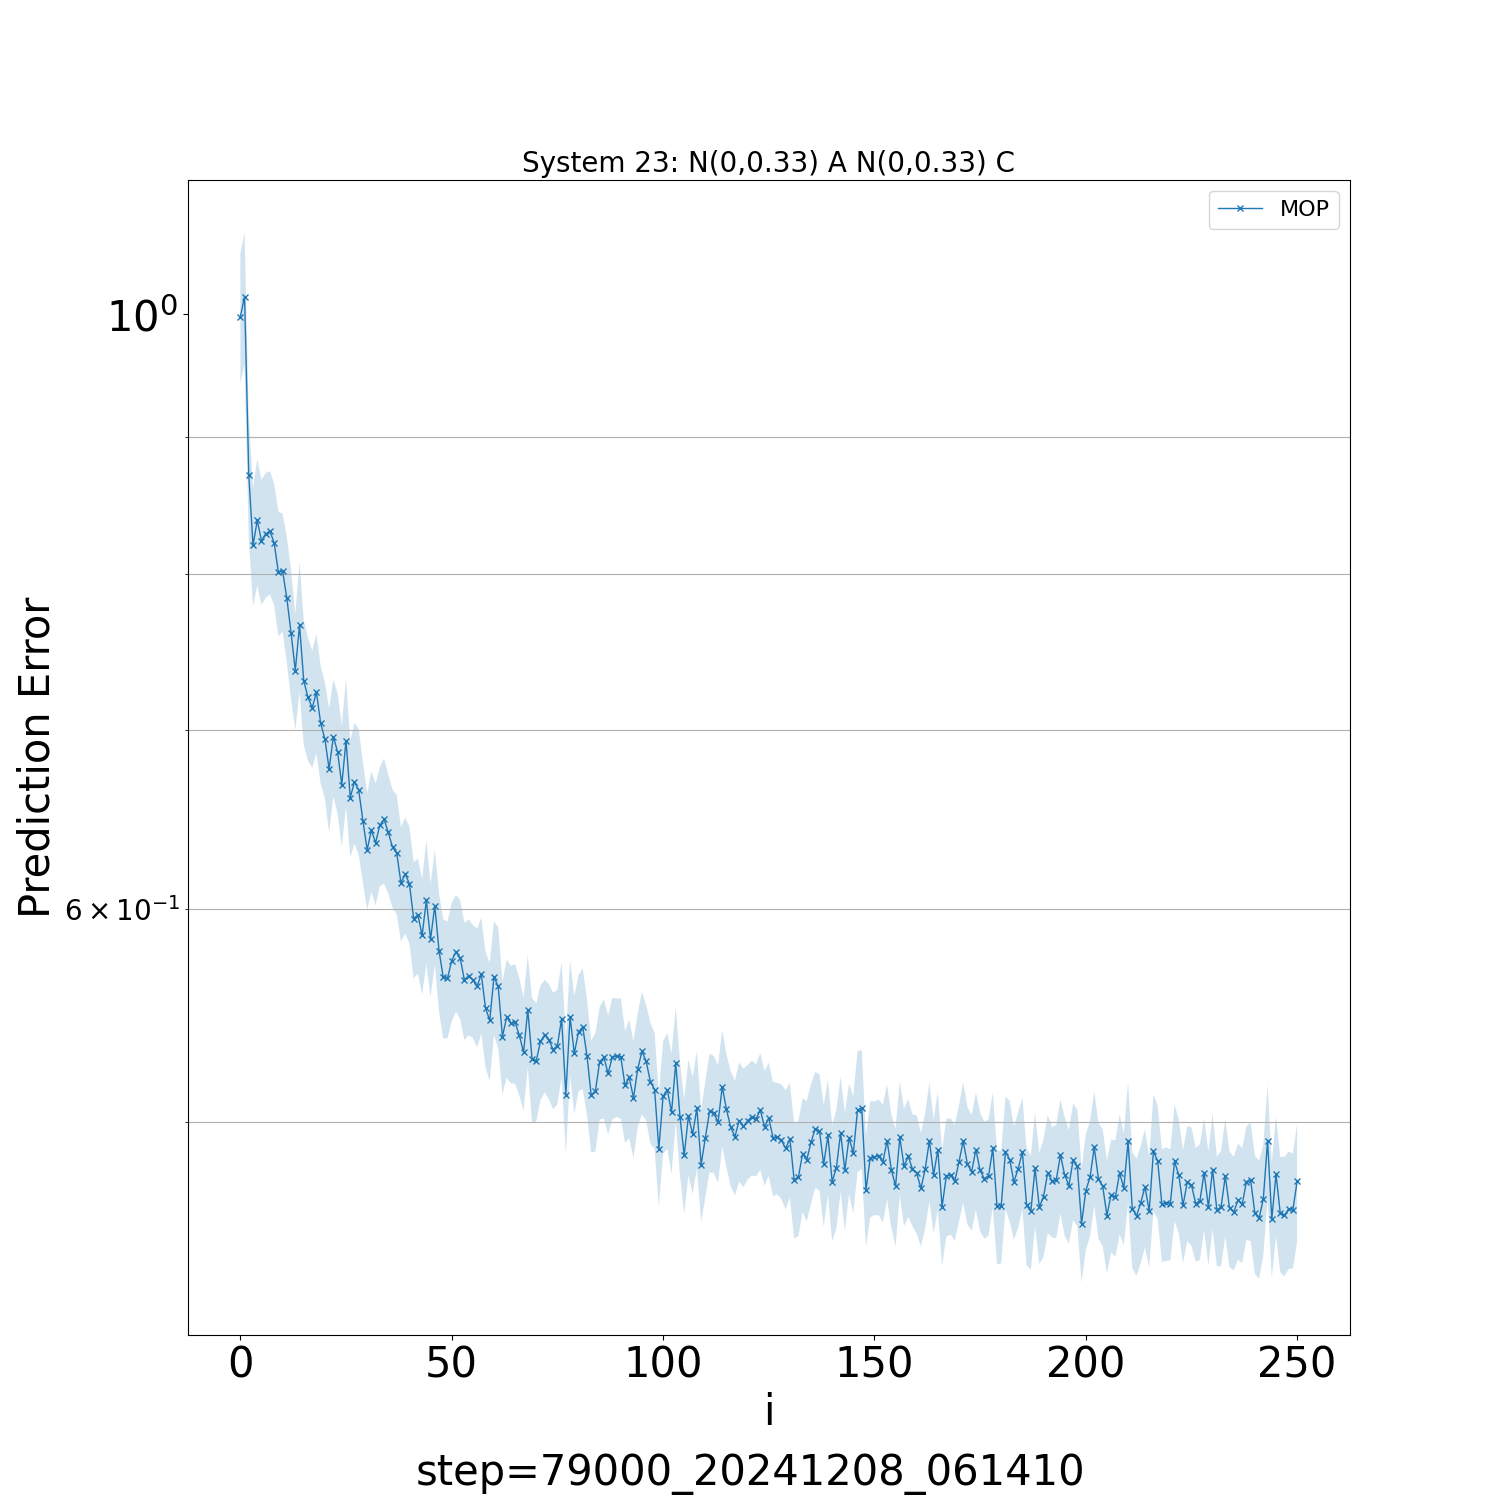 System 23: N(0,0.33) A N(0,0.33) C
MOP
10⁰
6 × 10⁻¹
Prediction Error
0 50 100 150 200 250
i
step=79000_20241208_061410